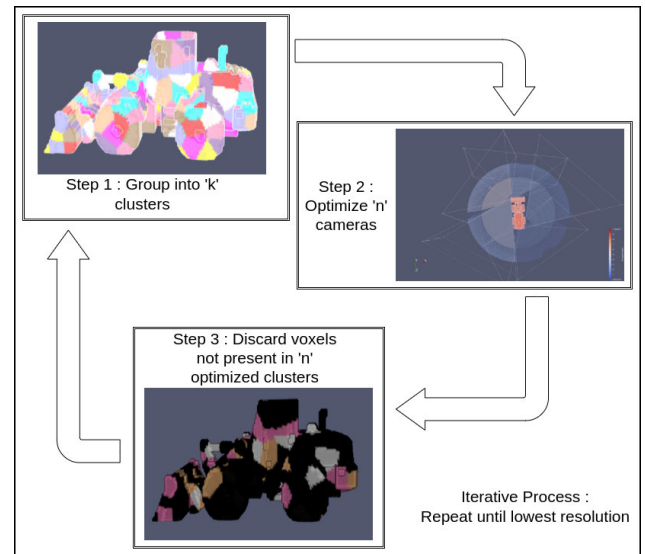 Step 1 : Group into 'k'
clusters
Step 2 :
Optimize 'n'
cameras
Step 3 : Discard voxels
not present in 'n'
optimized clusters
Iterative Process :
Repeat until lowest resolution